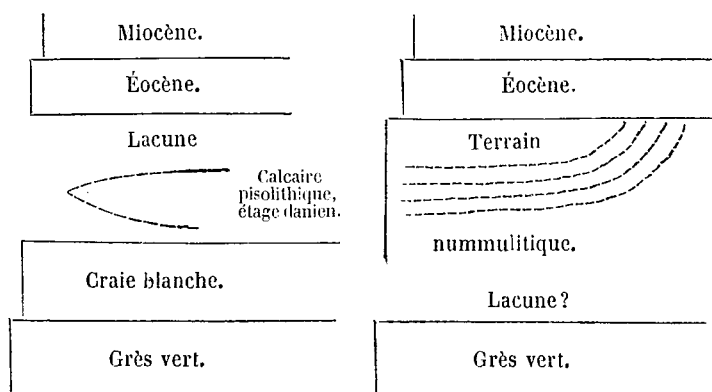 Miocène.
Éocène.
Lacune
Calcaire
pisolithique,
étage danien.
Craie blanche.
Grès vert.
Miocène.
Éocène.
Terrain
nummulitique.
Lacune?
Grès vert.